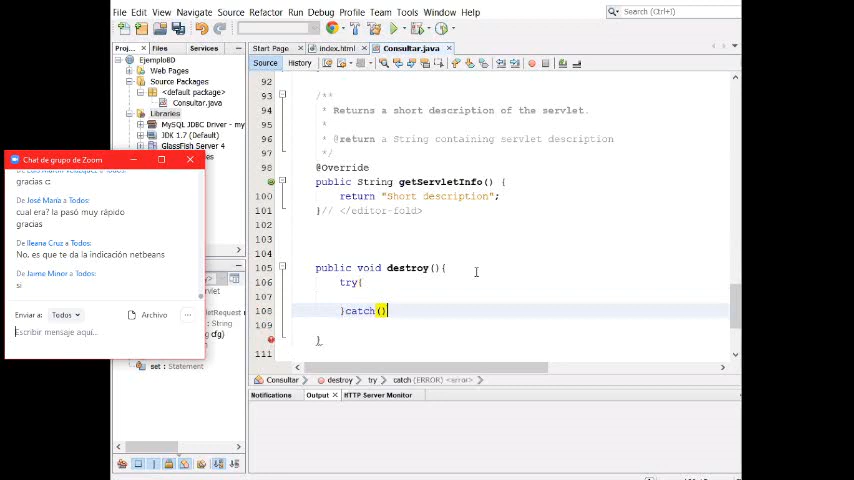 File Edit View Navigate Source Refactor Run Debug Profile Team Tools Window Help
Search (Ctrl+I)
Proj... Files Services
Start Page index.html Consultar.java
Source History
EjemploBD
Web Pages
Source Packages
<default package>
Consultar.java
Libraries
MySQL JDBC Driver - my
JDK 1.7 (Default)
GlassFish Server 4
92
93 /**
94 * Returns a short description of the servlet.
95 *
96 * @return a String containing servlet description
97 */
98 @Override
public String getServletInfo() {
100 return "Short description";
101 }// </editor-fold>
102
103
104
105 public void destroy(){
106 try{
107
108 }catch()
109
}
111
Chat de grupo de Zoom
gracias c:
De José María a Todos:
cual era? la pasó muy rápido
gracias
De Ileana Cruz a Todos:
No, es que te da la indicación netbeans
De Jaime Minor a Todos:
si
Enviar a: Todos Archivo ...
Escribir mensaje aquí...
set : Statement
Consultar destroy try catch (ERROR) <error>
Notifications Output HTTP Server Monitor